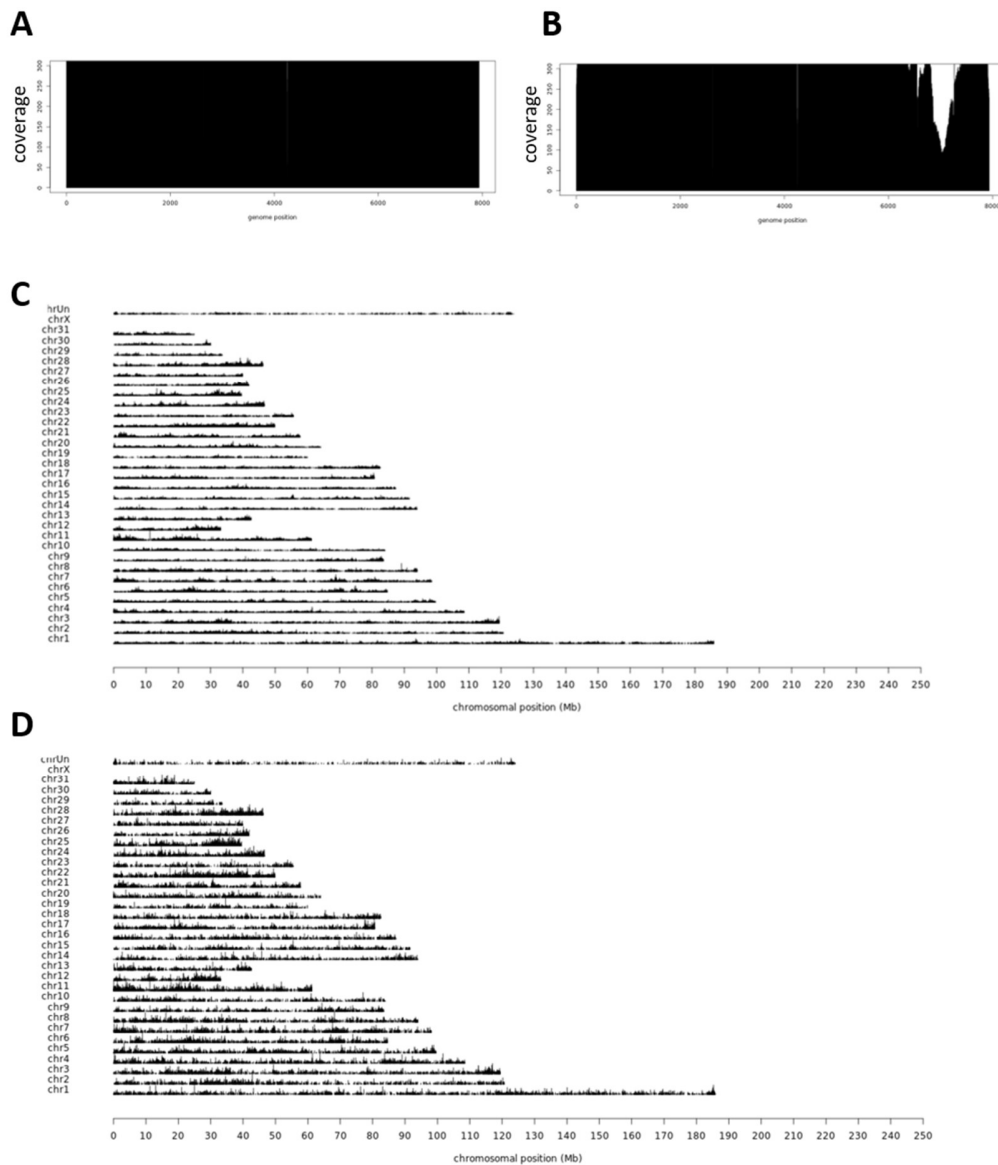 A
B
coverage
0 50 100 150 200 250 300
0 2000 4000 6000 8000
genome position
coverage
0 50 100 150 200 250 300
0 2000 4000 6000 8000
genome position
C
hrUn
chrX
chr31
chr30
chr29
chr28
chr27
chr26
chr25
chr24
chr23
chr22
chr21
chr20
chr19
chr18
chr17
chr16
chr15
chr14
chr13
chr12
chr11
chr10
chr9
chr8
chr7
chr6
chr5
chr4
chr3
chr2
chr1
0 10 20 30 40 50 60 70 80 90 100 110 120 130 140 150 160 170 180 190 200 210 220 230 240 250
chromosomal position (Mb)
D
chrUn
chrX
chr31
chr30
chr29
chr28
chr27
chr26
chr25
chr24
chr23
chr22
chr21
chr20
chr19
chr18
chr17
chr16
chr15
chr14
chr13
chr12
chr11
chr10
chr9
chr8
chr7
chr6
chr5
chr4
chr3
chr2
chr1
0 10 20 30 40 50 60 70 80 90 100 110 120 130 140 150 160 170 180 190 200 210 220 230 240 250
chromosomal position (Mb)